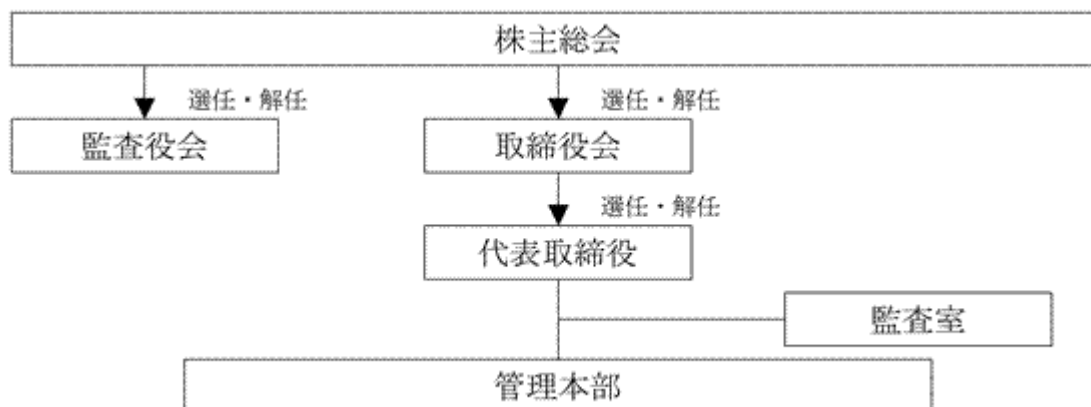 株主総会
選任・解任
選任・解任
監査役会
取締役会
選任・解任
代表取締役
監査室
管理本部